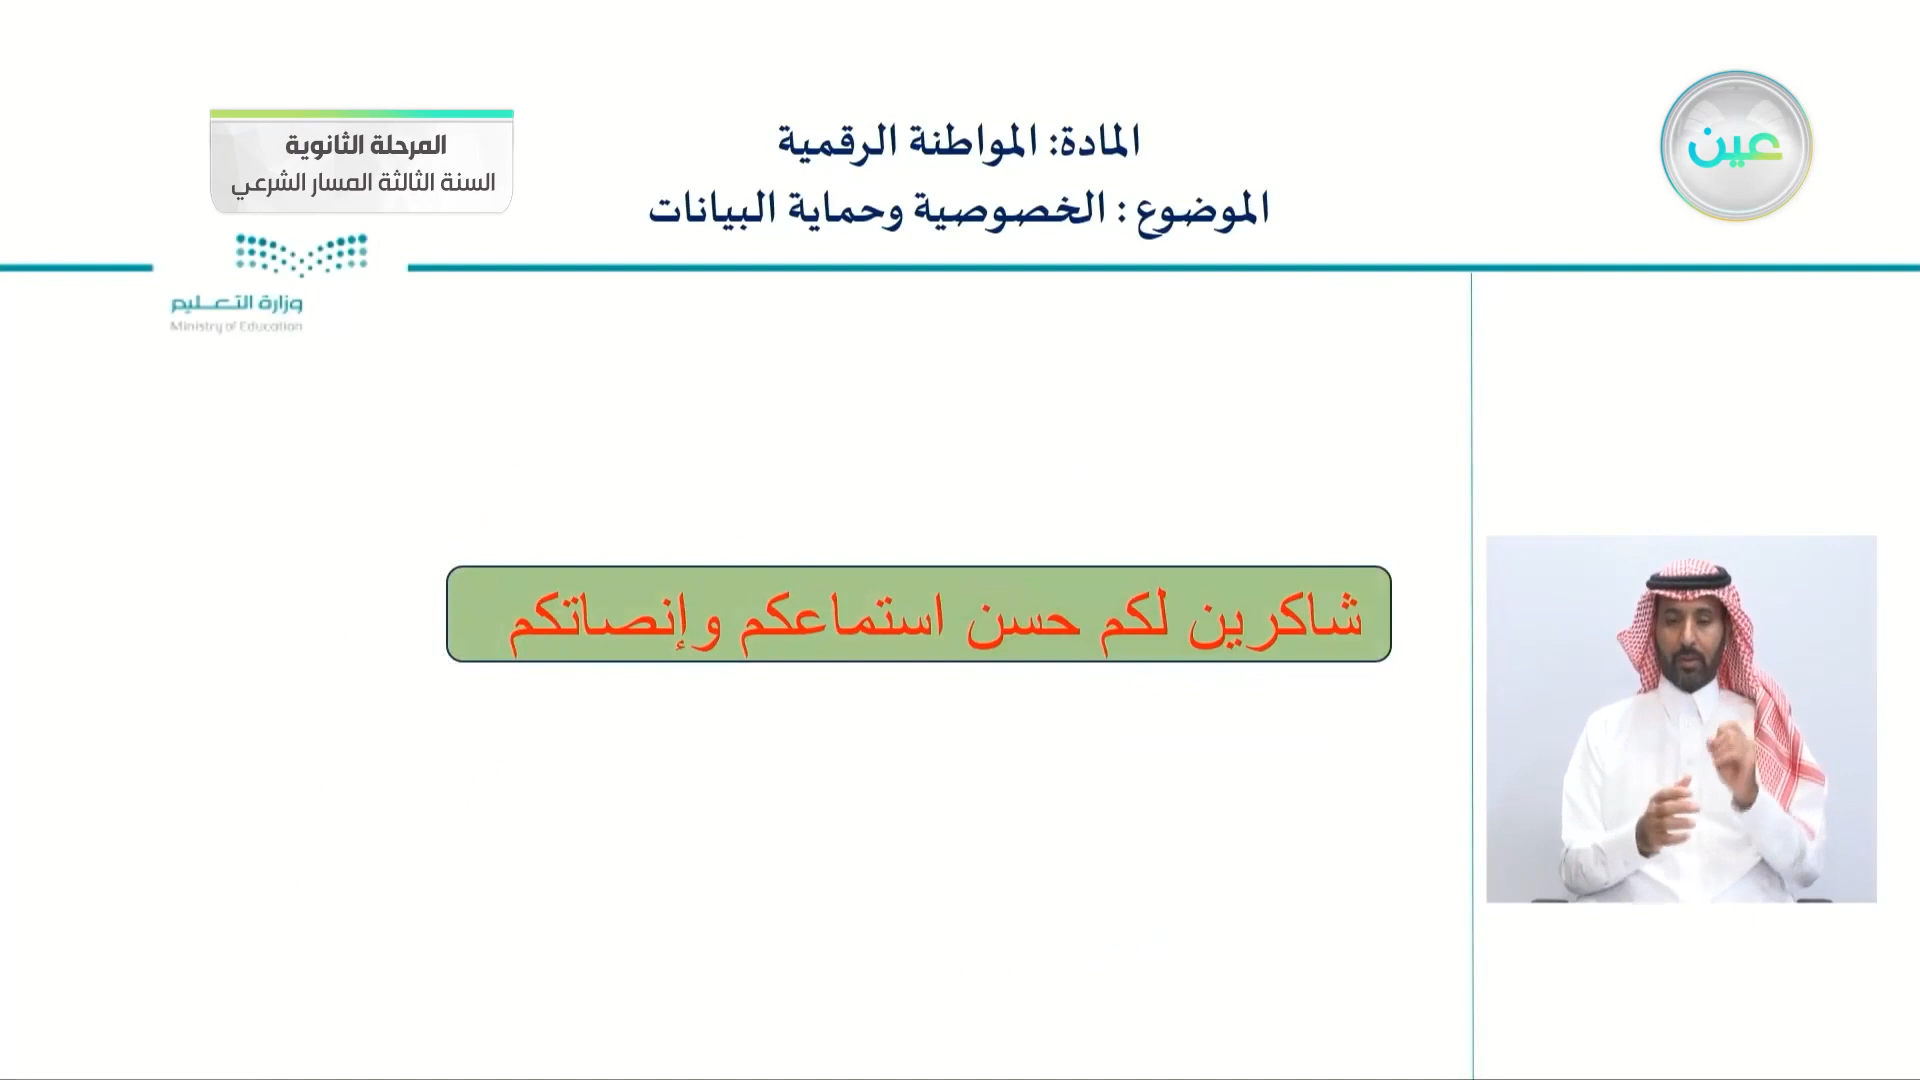 عين
المادة: المواطنة الرقمية
الموضوع : الخصوصية وحماية البيانات
المرحلة الثانوية
السنة الثالثة المسار الشرعي
وزارة التعـليم
Ministry of Education
شاكرين لكم حسن استماعكم وإنصاتكم